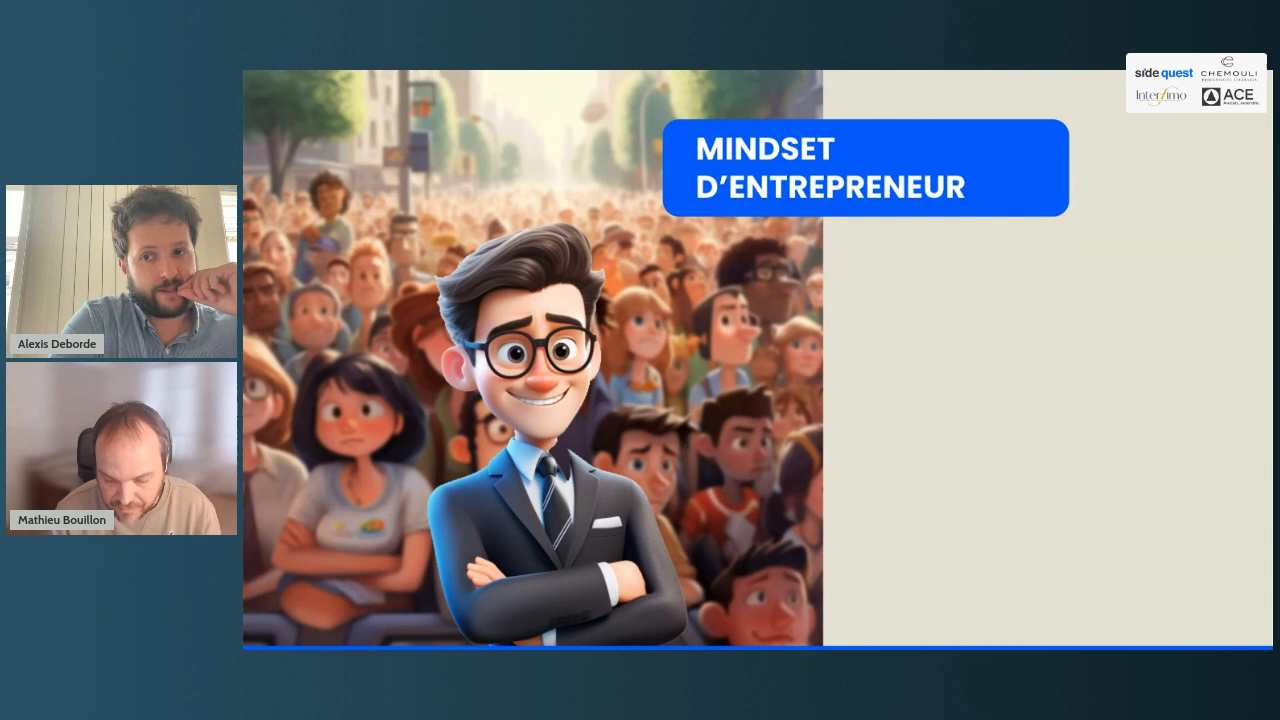 side quest
CHEMOULI
Interfimo
ACE
MINDSET
D’ENTREPRENEUR
Alexis Deborde
Mathieu Bouillon